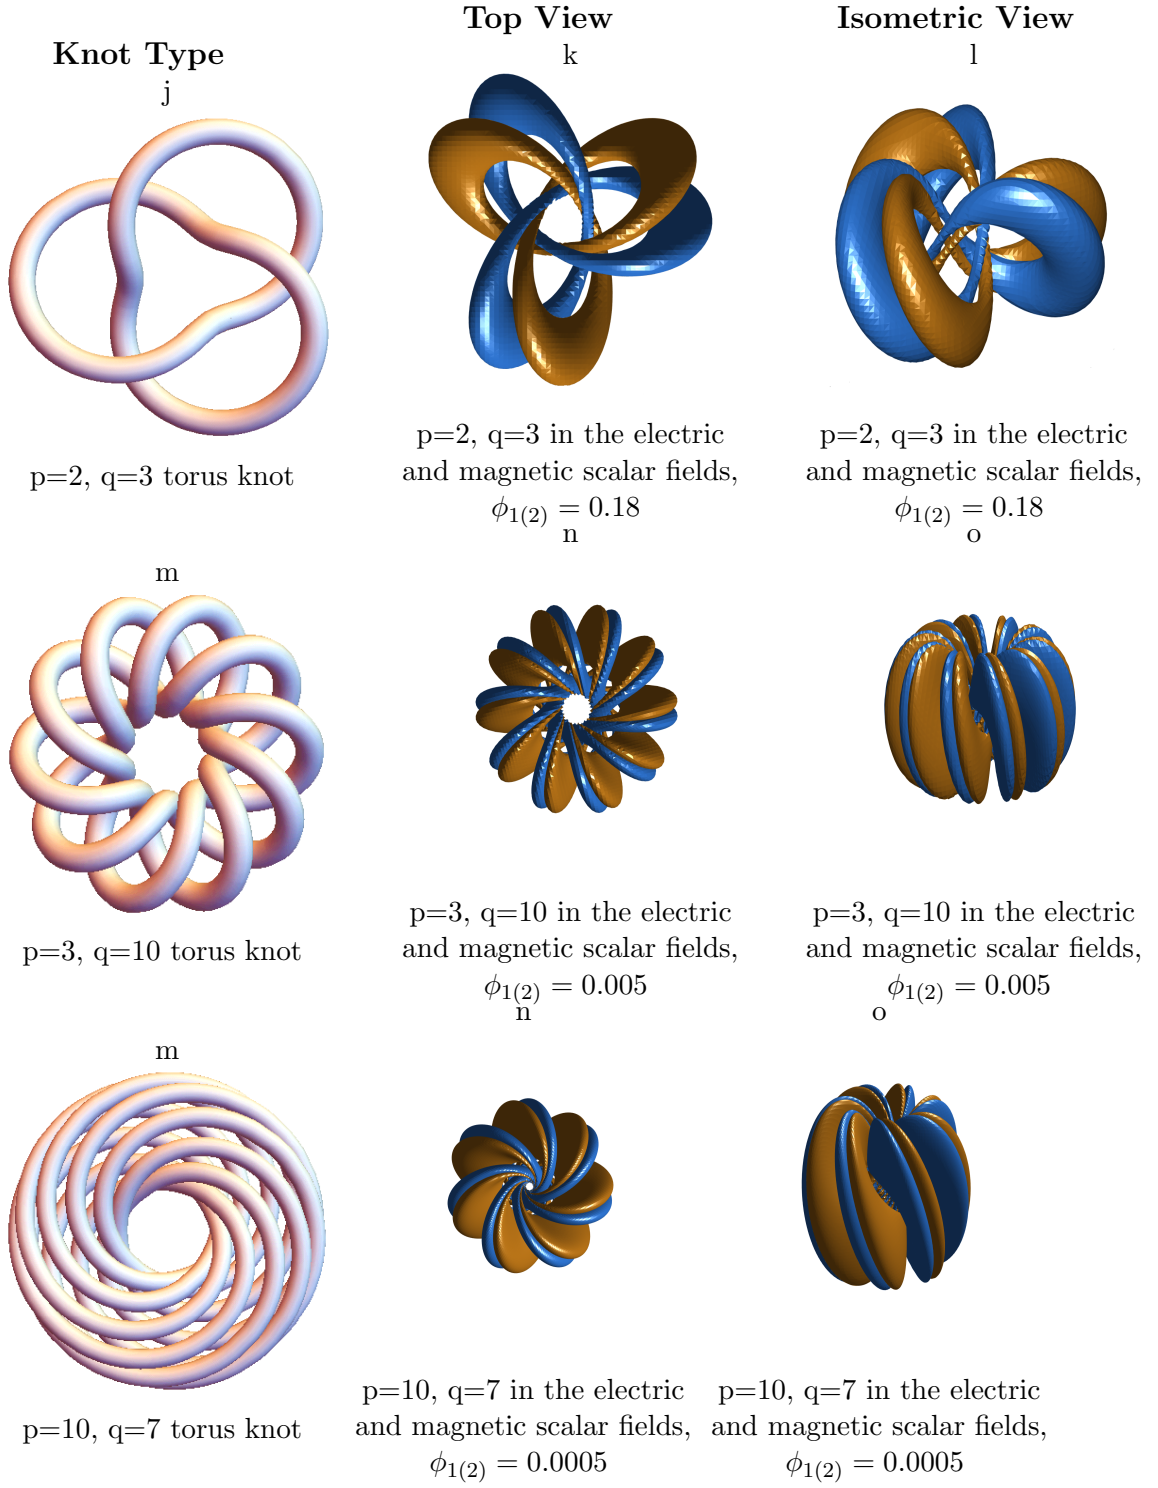 Knot Type
Top View
Isometric View
j
k
l
p=2, q=3 torus knot
p=2, q=3 in the electric
and magnetic scalar fields,
ϕ1(2) = 0.18
p=2, q=3 in the electric
and magnetic scalar fields,
ϕ1(2) = 0.18
m
n
o
p=3, q=10 torus knot
p=3, q=10 in the electric
and magnetic scalar fields,
ϕ1(2) = 0.005
p=3, q=10 in the electric
and magnetic scalar fields,
ϕ1(2) = 0.005
m
n
o
p=10, q=7 torus knot
p=10, q=7 in the electric
and magnetic scalar fields,
ϕ1(2) = 0.0005
p=10, q=7 in the electric
and magnetic scalar fields,
ϕ1(2) = 0.0005